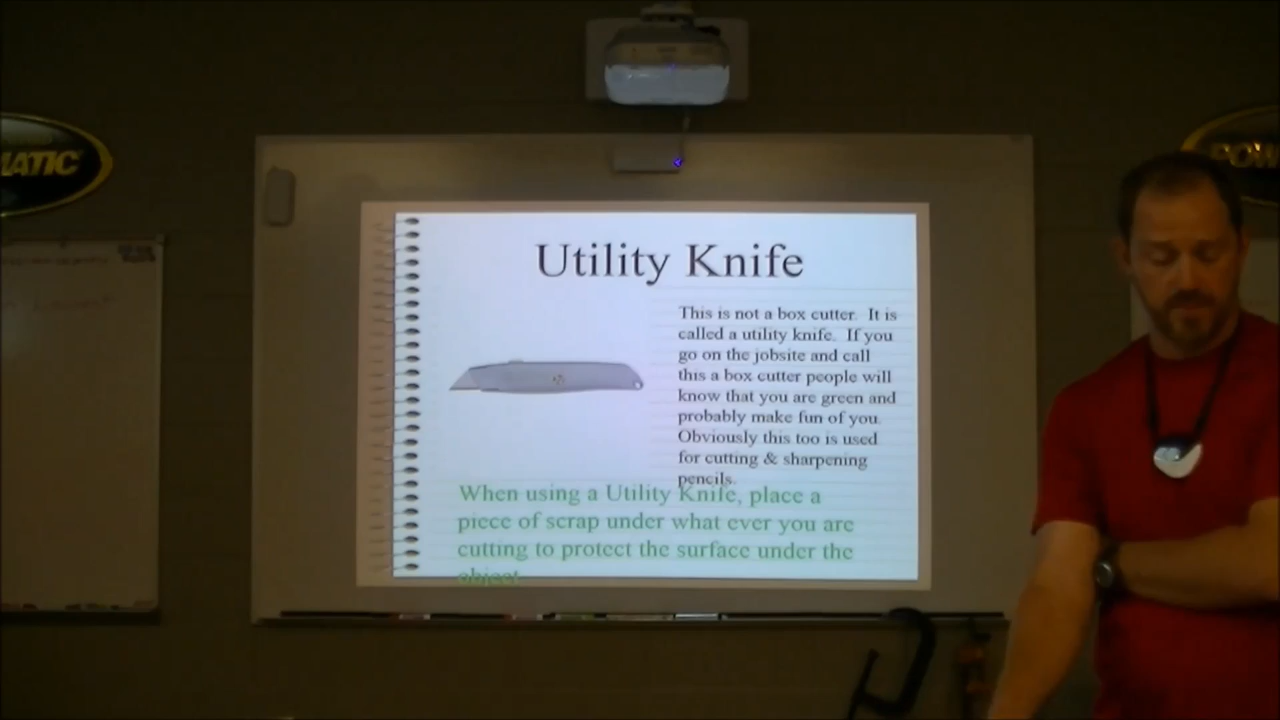 MATIC
POW
Utility Knife
This is not a box cutter. It is
called a utility knife. If you
go on the jobsite and call
this a box cutter people will
know that you are green and
probably make fun of you.
Obviously this too is used
for cutting & sharpening
pencils.
When using a Utility Knife, place a
piece of scrap under what ever you are
cutting to protect the surface under the
object